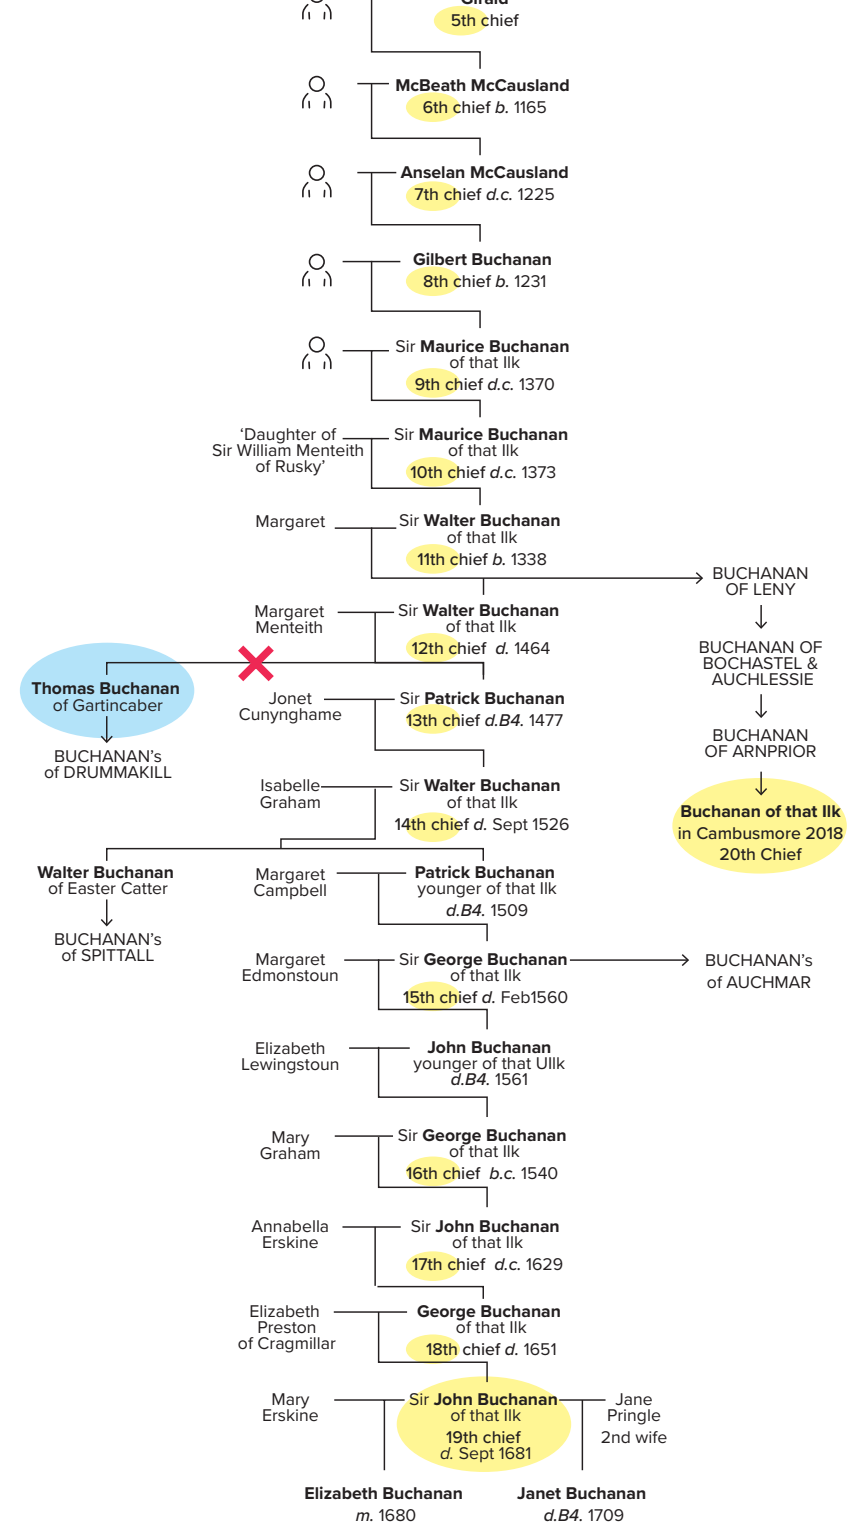 Girald
5th chief
McBeath McCausland
6th chief b. 1165
Anselan McCausland
7th chief d.c. 1225
Gilbert Buchanan
8th chief b. 1231
Sir Maurice Buchanan
of that Ilk
9th chief d.c. 1370
‘Daughter of
Sir William Menteith
of Rusky’
Sir Maurice Buchanan
of that Ilk
10th chief d.c. 1373
Margaret
Sir Walter Buchanan
of that Ilk
11th chief b. 1338
BUCHANAN
OF LENY
BUCHANAN OF
BOCHASTEL &
AUCHLESSIE
BUCHANAN
OF ARNPRIOR
Buchanan of that Ilk
in Cambusmore 2018
20th Chief
Margaret
Menteith
Sir Walter Buchanan
of that Ilk
12th chief d. 1464
Thomas Buchanan
of Gartincaber
BUCHANAN's
of DRUMMAKILL
Jonet
Cunynghame
Sir Patrick Buchanan
13th chief d.B4. 1477
Isabelle
Graham
Sir Walter Buchanan
of that Ilk
14th chief d. Sept 1526
Walter Buchanan
of Easter Catter
BUCHANAN's
of SPITTALL
Margaret
Campbell
Patrick Buchanan
younger of that Ilk
d.B4. 1509
Margaret
Edmonstoun
Sir George Buchanan
of that Ilk
15th chief d. Feb1560
BUCHANAN's
of AUCHMAR
Elizabeth
Lewingstoun
John Buchanan
younger of that UIlk
d.B4. 1561
Mary
Graham
Sir George Buchanan
of that Ilk
16th chief b.c. 1540
Annabella
Erskine
Sir John Buchanan
of that Ilk
17th chief d.c. 1629
Elizabeth
Preston
of Cragmillar
George Buchanan
of that Ilk
18th chief d. 1651
Mary
Erskine
Sir John Buchanan
of that Ilk
19th chief
d. Sept 1681
Jane
Pringle
2nd wife
Elizabeth Buchanan
m. 1680
Janet Buchanan
d.B4. 1709